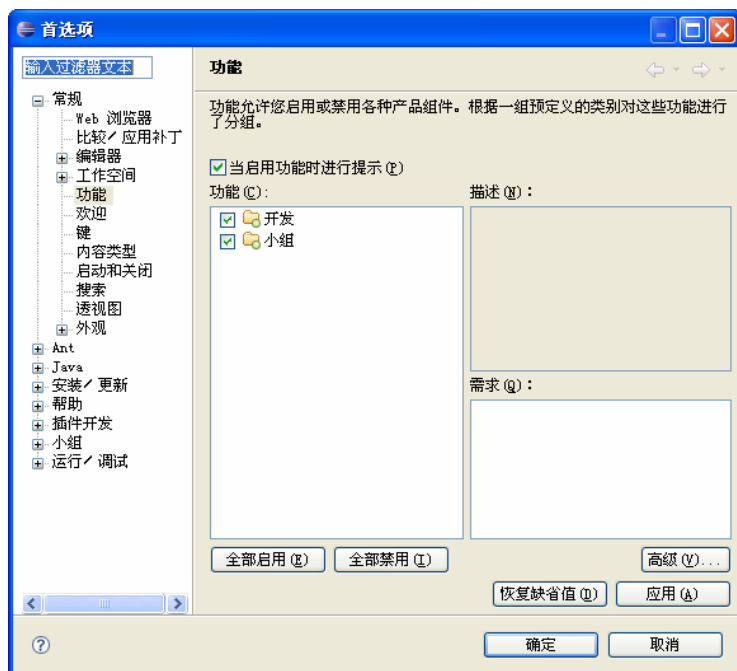 首选项
输入过滤器文本
常规
Web 浏览器
比较/ 应用补丁
编辑器
工作空间
功能
欢迎
键
内容类型
启动和关闭
搜索
透视图
外观
Ant
Java
安装/ 更新
帮助
插件开发
小组
运行/ 调试
功能
功能允许您启用或禁用各种产品组件。根据一组预定义的类别对这些功能进行
了分组。
当启用功能时进行提示(P)
功能(C):
开发
小组
描述(N):
需求(Q):
全部启用(E)
全部禁用(I)
高级(V)...
恢复缺省值(D)
应用(A)
确定
取消